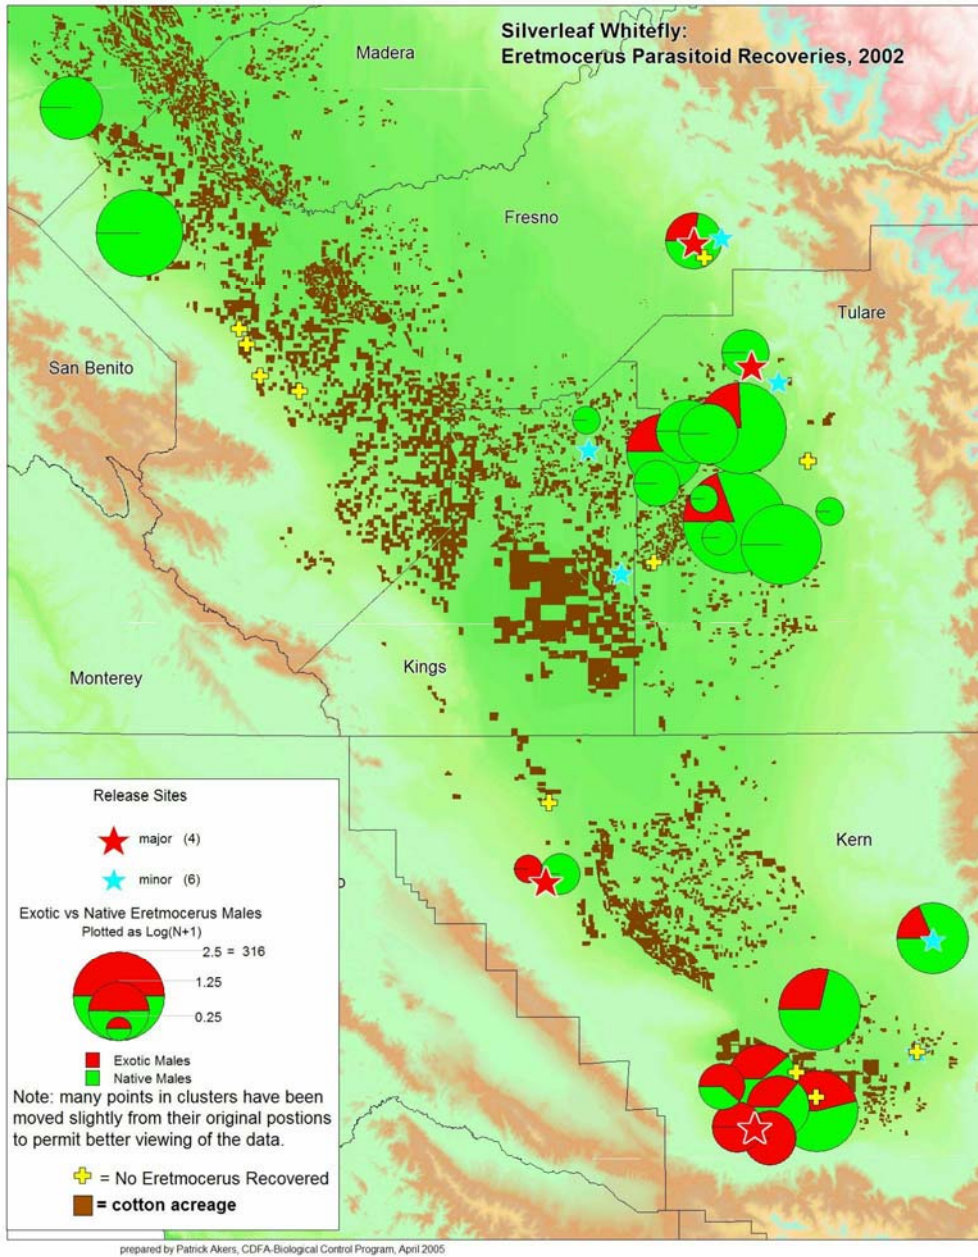 Silverleaf Whitefly:
Eretmocerus Parasitoid Recoveries, 2002
Madera
Fresno
Tulare
San Benito
Monterey
Kings
Kern
Release Sites
major (4)
minor (6)
Exotic vs Native Eretmocerus Males
Plotted as Log(N+1)
2.5 = 316
1.25
0.25
Exotic Males
Native Males
Note: many points in clusters have been
moved slightly from their original postions
to permit better viewing of the data.
= No Eretmocerus Recovered
= cotton acreage
prepared by Patrick Akers, CDFA-Biological Control Program, April 2005